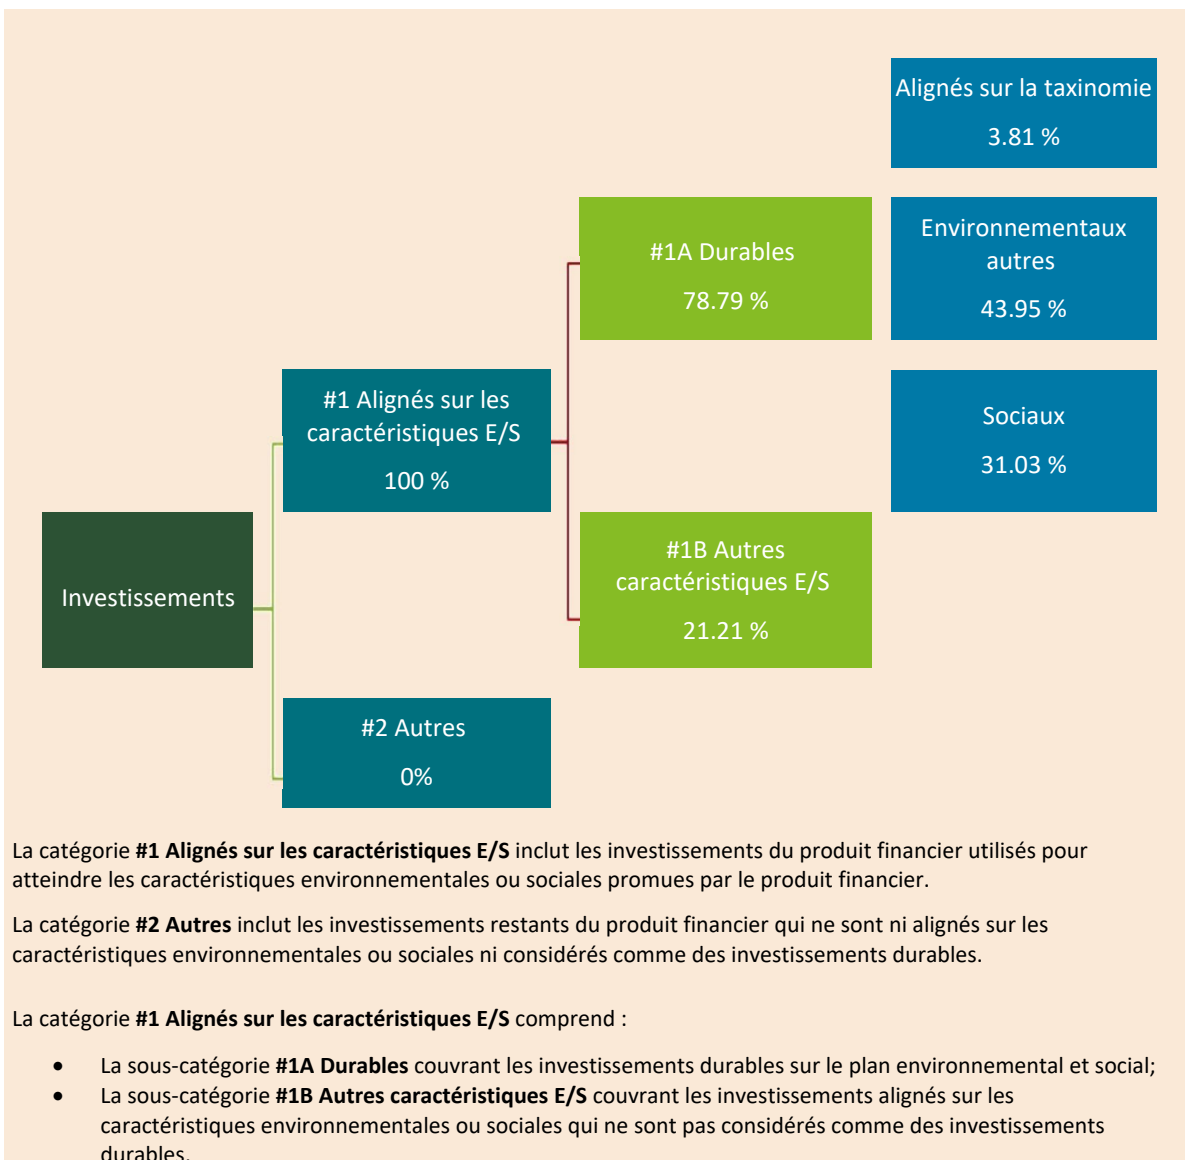 Alignés sur la taxinomie
3.81 %
Environnementaux
autres
43.95 %
#1A Durables
78.79 %
Sociaux
31.03 %
#1 Alignés sur les
caractéristiques E/S
100 %
#1B Autres
caractéristiques E/S
21.21 %
Investissements
#2 Autres
0%
La catégorie #1 Alignés sur les caractéristiques E/S inclut les investissements du produit financier utilisés pour
atteindre les caractéristiques environnementales ou sociales promues par le produit financier.
La catégorie #2 Autres inclut les investissements restants du produit financier qui ne sont ni alignés sur les
caractéristiques environnementales ou sociales ni considérés comme des investissements durables.
La catégorie #1 Alignés sur les caractéristiques E/S comprend :
• La sous-catégorie #1A Durables couvrant les investissements durables sur le plan environnemental et social;
• La sous-catégorie #1B Autres caractéristiques E/S couvrant les investissements alignés sur les
caractéristiques environnementales ou sociales qui ne sont pas considérés comme des investissements
durables.